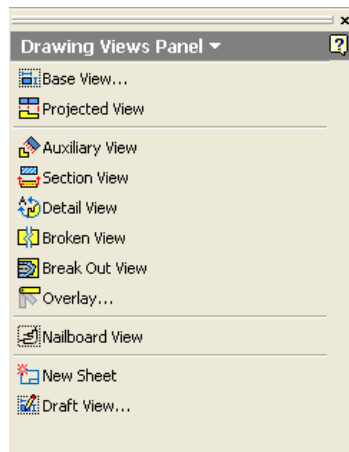 Drawing Views Panel
Base View...
Projected View
Auxiliary View
Section View
Detail View
Broken View
Break Out View
Overlay...
Nailboard View
New Sheet
Draft View...